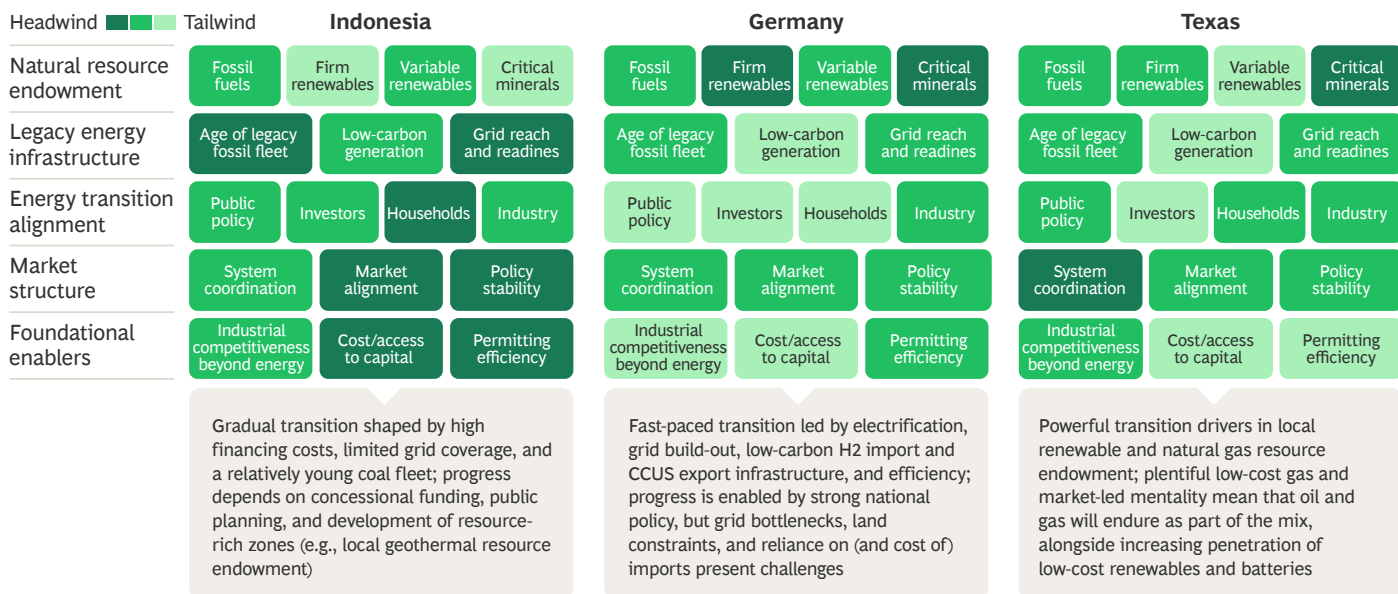 Headwind Tailwind Indonesia Germany Texas
Natural resource
endowment
Fossil
fuels
Firm
renewables
Variable
renewables
Critical
minerals
Fossil
fuels
Firm
renewables
Variable
renewables
Critical
minerals
Fossil
fuels
Firm
renewables
Variable
renewables
Critical
minerals
Legacy energy
infrastructure
Age of legacy
fossil fleet
Low-carbon
generation
Grid reach
and readines
Age of legacy
fossil fleet
Low-carbon
generation
Grid reach
and readines
Age of legacy
fossil fleet
Low-carbon
generation
Grid reach
and readines
Energy transition
alignment
Public
policy
Investors
Households
Industry
Public
policy
Investors
Households
Industry
Public
policy
Investors
Households
Industry
Market
structure
System
coordination
Market
alignment
Policy
stability
System
coordination
Market
alignment
Policy
stability
System
coordination
Market
alignment
Policy
stability
Foundational
enablers
Industrial
competitiveness
beyond energy
Cost/access
to capital
Permitting
efficiency
Industrial
competitiveness
beyond energy
Cost/access
to capital
Permitting
efficiency
Industrial
competitiveness
beyond energy
Cost/access
to capital
Permitting
efficiency
Gradual transition shaped by high
financing costs, limited grid coverage, and
a relatively young coal fleet; progress
depends on concessional funding, public
planning, and development of resource-
rich zones (e.g., local geothermal resource
endowment)
Fast-paced transition led by electrification,
grid build-out, low-carbon H2 import and
CCUS export infrastructure, and efficiency;
progress is enabled by strong national
policy, but grid bottlenecks, land
constraints, and reliance on (and cost of)
imports present challenges
Powerful transition drivers in local
renewable and natural gas resource
endowment; plentiful low-cost gas and
market-led mentality mean that oil and
gas will endure as part of the mix,
alongside increasing penetration of
low-cost renewables and batteries